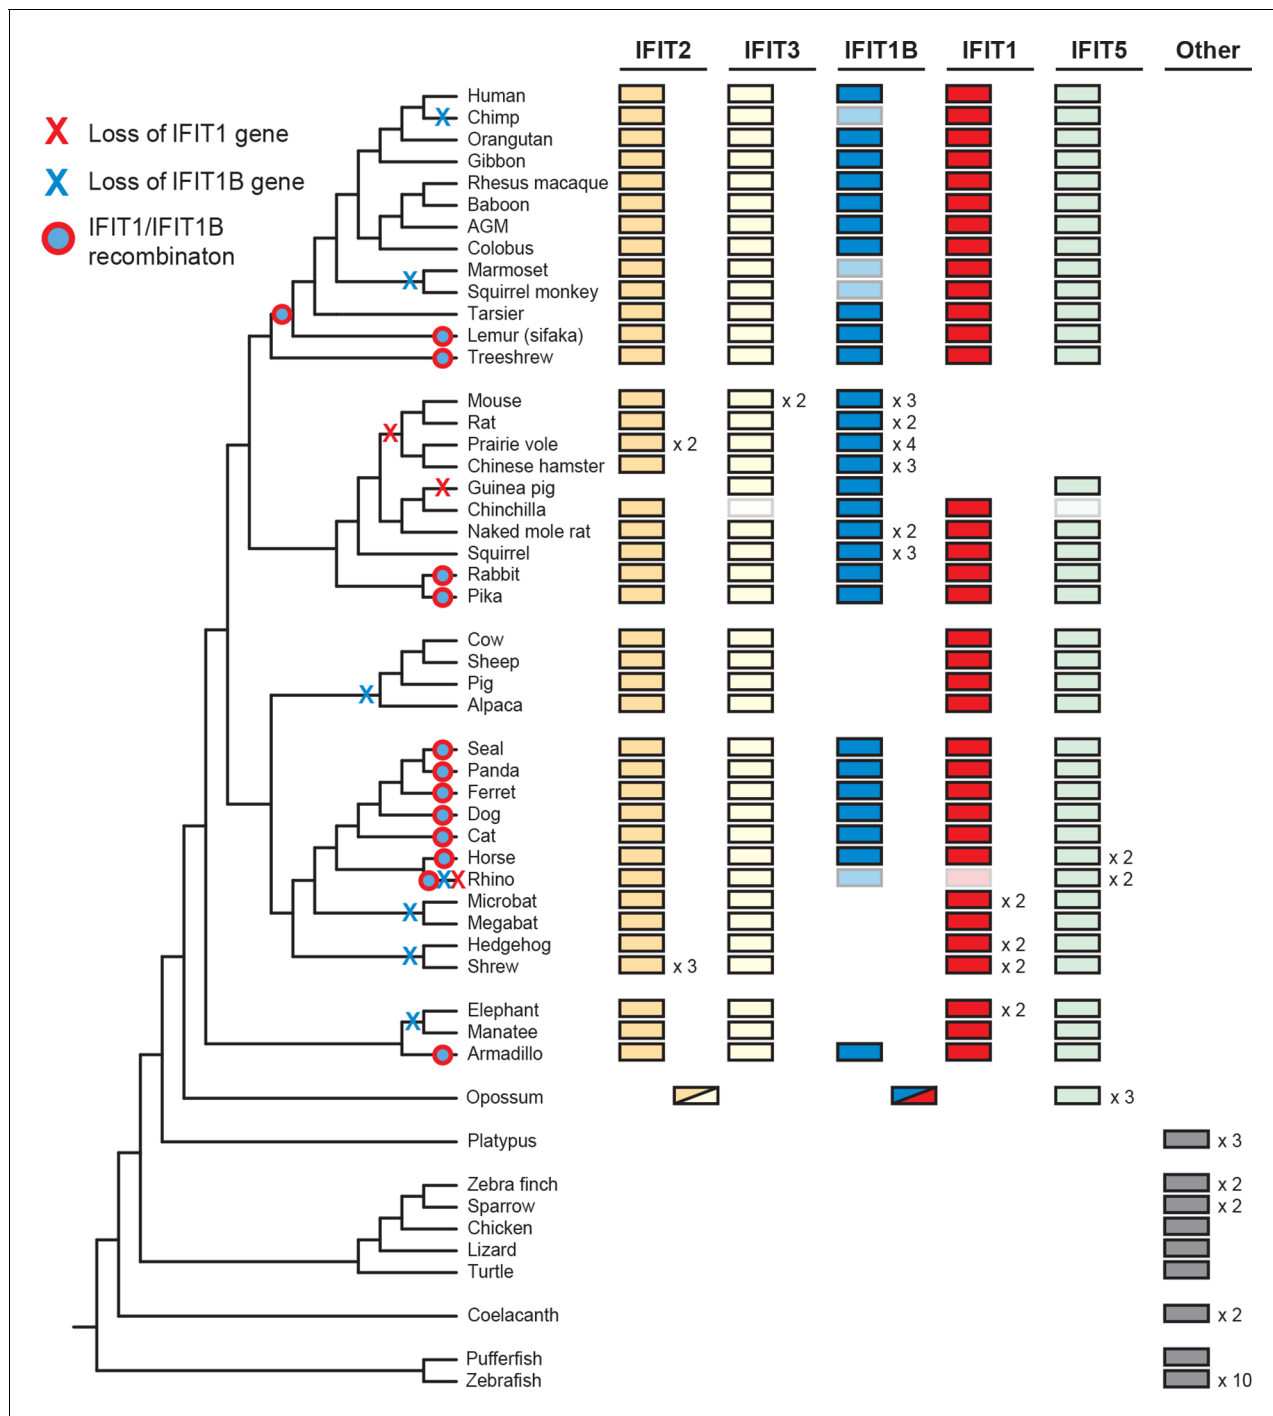 IFIT2 IFIT3 IFIT1B IFIT1 IFIT5 Other
X Loss of IFIT1 gene
X Loss of IFIT1B gene
IFIT1/IFIT1B
recombinaton
Human
X Chimp
Orangutan
Gibbon
Rhesus macaque
Baboon
AGM
Colobus
Marmoset
X
Squirrel monkey
Tarsier
Lemur (sifaka)
Treeshrew
Mouse x 2 x 3
Rat x 2
X
Prairie vole x 2 x 4
Chinese hamster x 3
X Guinea pig
Chinchilla
Naked mole rat x 2
Squirrel x 3
Rabbit
Pika
Cow
Sheep
Pig
X
Alpaca
Seal
Panda
Ferret
Dog
Cat
Horse x 2
X X Rhino x 2
Microbat x 2
X
Megabat
Hedgehog x 2
X
Shrew x 3 x 2
Elephant x 2
X
Manatee
Armadillo
Opossum x 3
Platypus x 3
Zebra finch x 2
Sparrow x 2
Chicken
Lizard
Turtle
Coelacanth x 2
Pufferfish
Zebrafish x 10